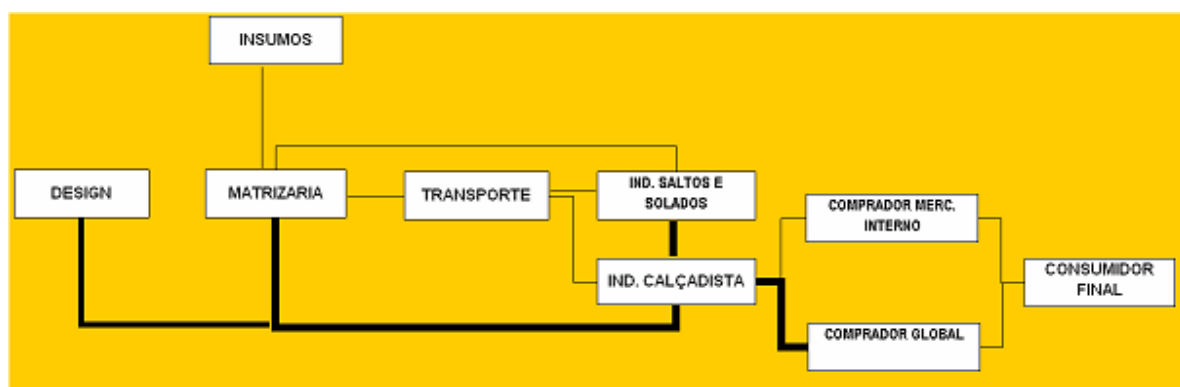 INSUMOS
DESIGN
MATRIZARIA
TRANSPORTE
IND. SALTOS E
SOLADOS
IND. CALÇADISTA
COMPRADOR MERC.
INTERNO
COMPRADOR GLOBAL
CONSUMIDOR
FINAL